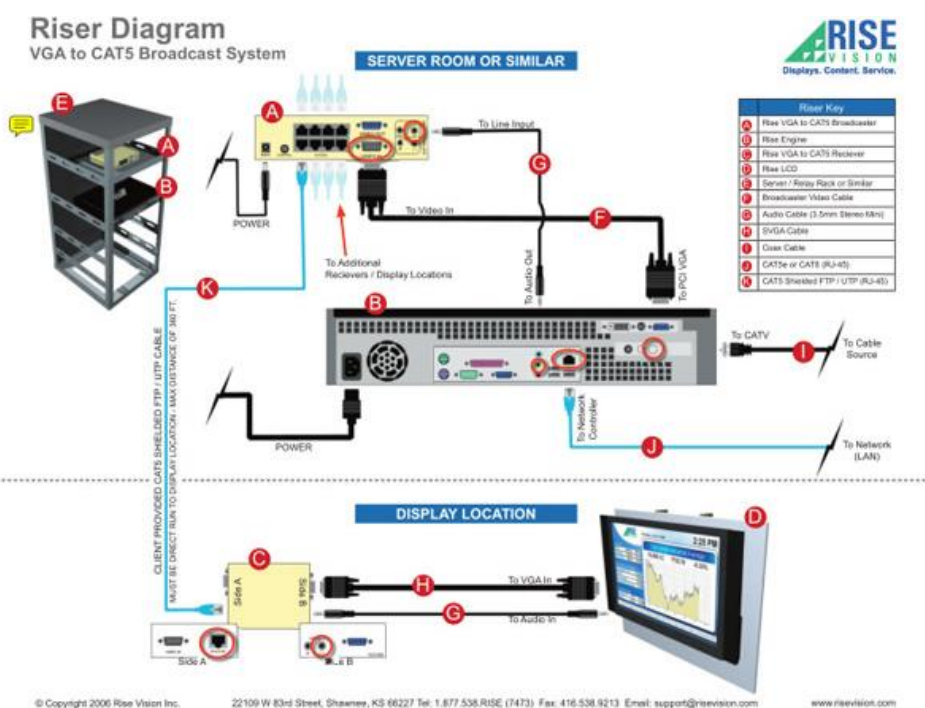 Riser Diagram
VGA to CAT5 Broadcast System
SERVER ROOM OR SIMILAR
RISE
VISION
Displays. Content. Service.
Riser Key
A Rise VGA to CAT5 Broadcaster
B Rise Engine
C Rise VGA to CAT5 Reciever
D Rise LCD
E Server / Relay Rack or Similar
F Broadcaster Video Cable
G Audio Cable (3.5mm Stereo Mini)
H SVGA Cable
I Coax Cable
J CAT5e or CAT6 (RJ-45)
K CAT5 Shielded FTP / UTP (RJ-45)
E
A
B
A
To Line Input
G
POWER
To Video In
F
To Additional
Recievers / Display Locations
K
To Audio Out
To PCI VGA
B
To CATV
I
To Cable
Source
POWER
To Network
Controller
J
To Network
(LAN)
CLIENT PROVIDED CAT5 SHIELDED FTP / UTP CABLE
MUST BE DIRECT RUN TO DISPLAY LOCATION - MAX DISTANCE OF 360 FT.
DISPLAY LOCATION
D
C
Side A
Side B
H
To VGA In
G
To Audio In
2:25 PM
Side A
B
© Copyright 2006 Rise Vision Inc.
22109 W 83rd Street, Shawnee, KS 66227 Tel: 1.877.538.RISE (7473) Fax: 416.538.9213 Email: support@risevision.com
www.risevision.com